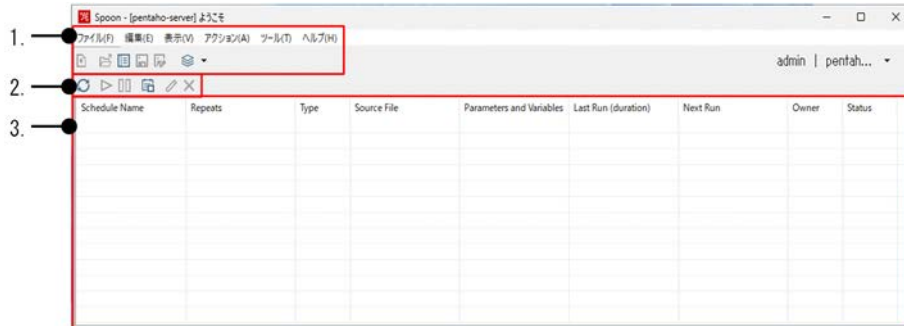 Spoon - [pentaho-server] ようこそ
1.
ファイル(F) 編集(E) 表示(V) アクション(A) ツール(T) ヘルプ(H)
admin | pentah...
2.
Schedule Name Repeats Type Source File Parameters and Variables Last Run (duration) Next Run Owner Status
3.